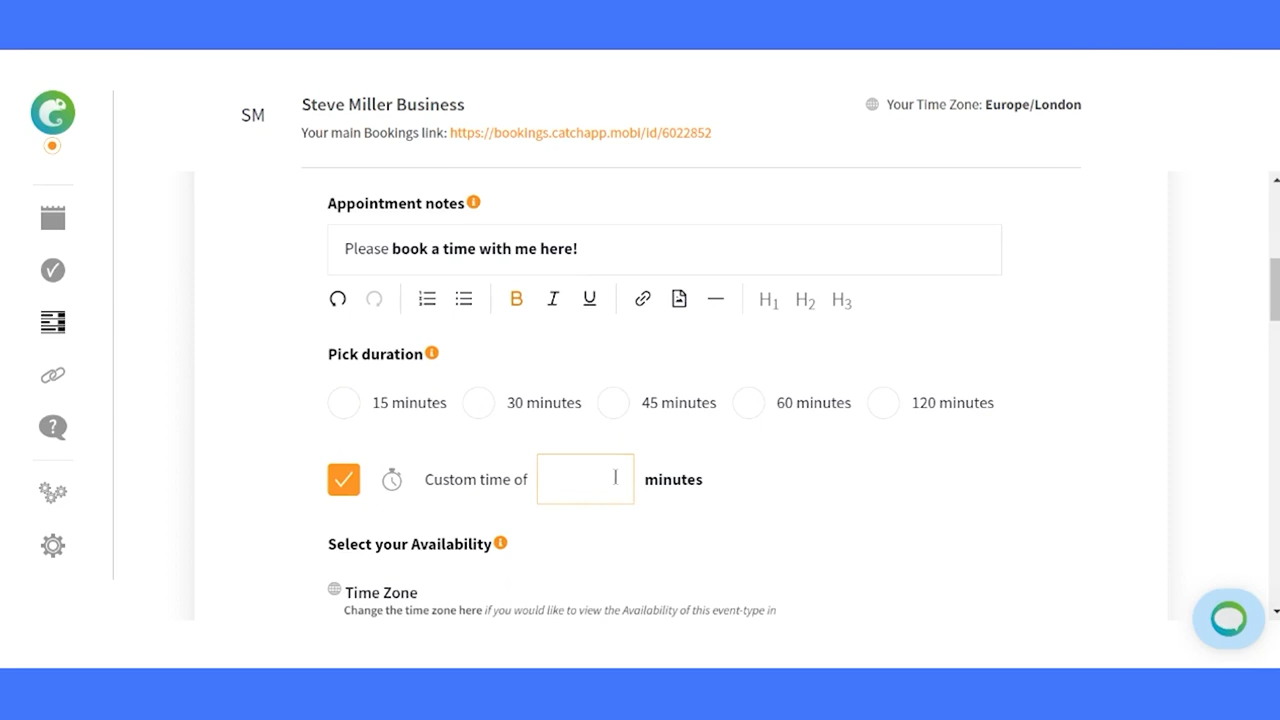 SM
Steve Miller Business
Your main Bookings link: https://bookings.catchapp.mobi/id/6022852
Your Time Zone: Europe/London
Appointment notes
Please book a time with me here!
B I U H1 H2 H3
Pick duration
15 minutes 30 minutes 45 minutes 60 minutes 120 minutes
Custom time of minutes
Select your Availability
Time Zone
Change the time zone here if you would like to view the Availability of this event-type in